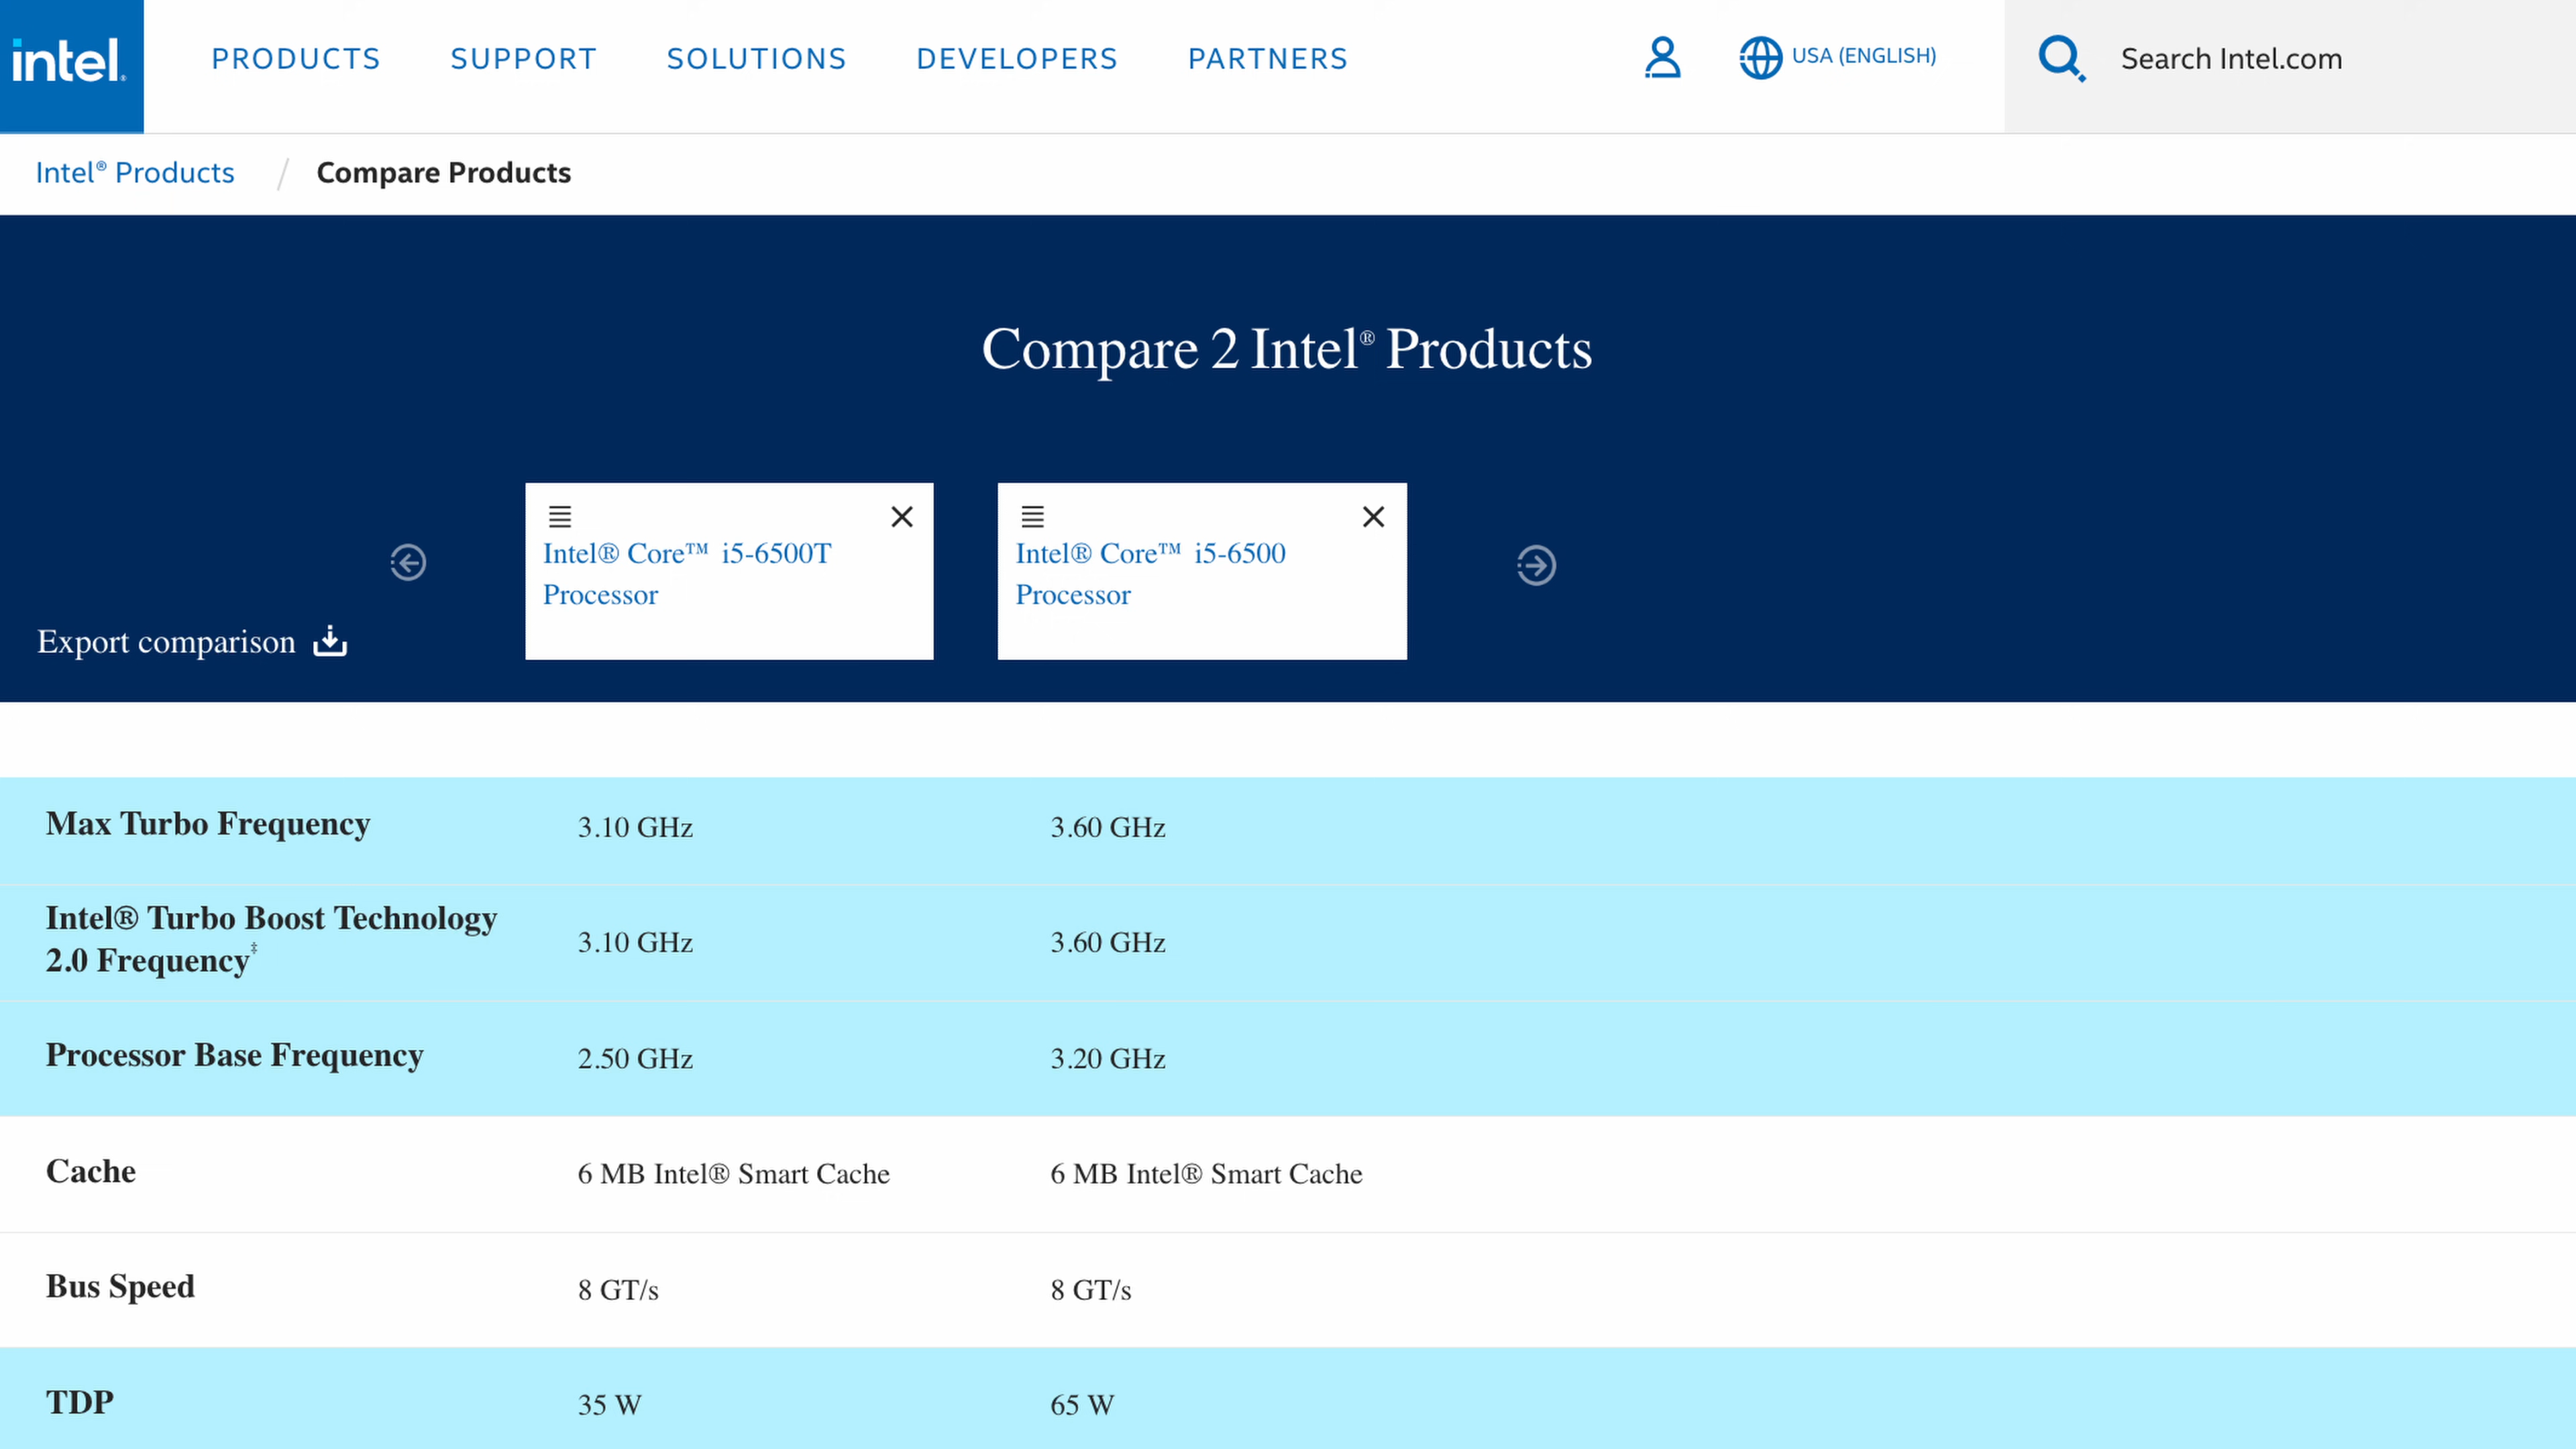 intel.
PRODUCTS SUPPORT SOLUTIONS DEVELOPERS PARTNERS USA (ENGLISH) Search Intel.com
Intel® Products / Compare Products
Compare 2 Intel® Products
Intel® Core™ i5-6500T
Processor
Intel® Core™ i5-6500
Processor
Export comparison
Max Turbo Frequency 3.10 GHz 3.60 GHz
Intel® Turbo Boost Technology
2.0 Frequency‡ 3.10 GHz 3.60 GHz
Processor Base Frequency 2.50 GHz 3.20 GHz
Cache 6 MB Intel® Smart Cache 6 MB Intel® Smart Cache
Bus Speed 8 GT/s 8 GT/s
TDP 35 W 65 W